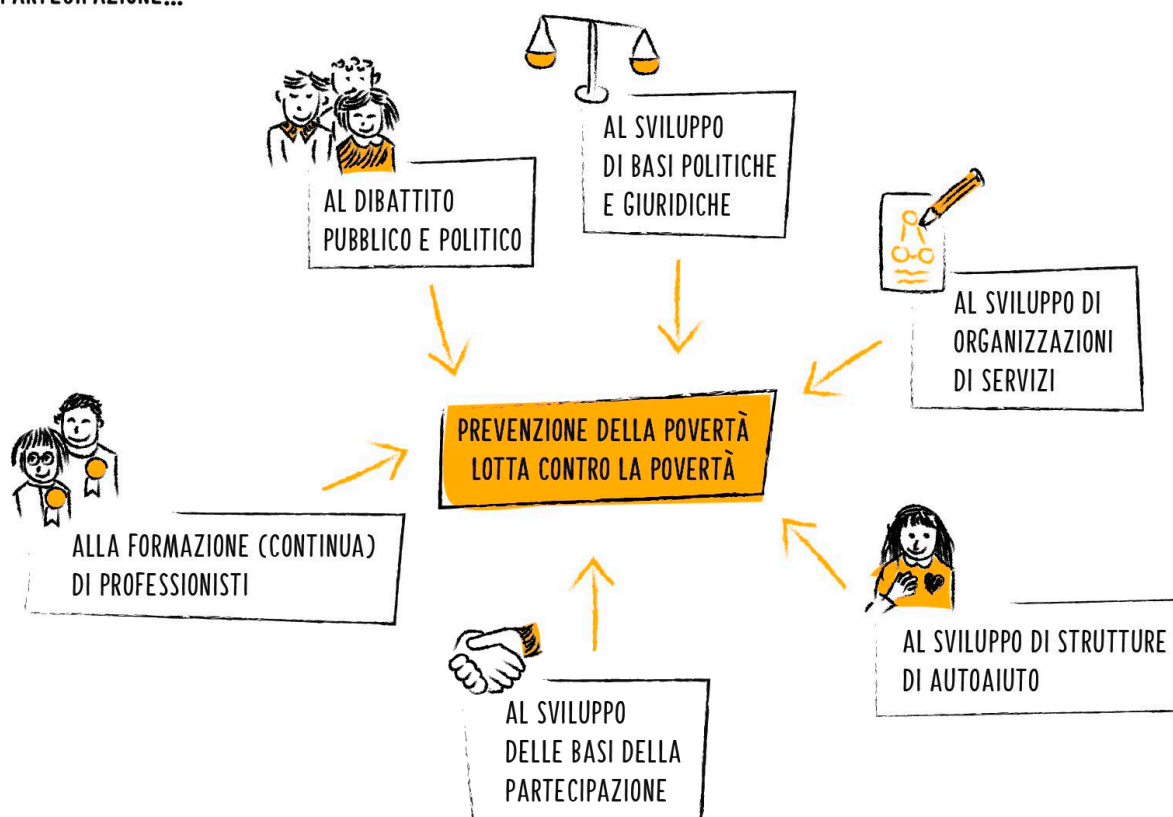 PARTECIPAZIONE...
AL SVILUPPO
DI BASI POLITICHE
E GIURIDICHE
AL DIBATTITO
PUBBLICO E POLITICO
AL SVILUPPO DI
ORGANIZZAZIONI
DI SERVIZI
PREVENZIONE DELLA POVERTÀ
LOTTA CONTRO LA POVERTÀ
ALLA FORMAZIONE (CONTINUA)
DI PROFESSIONISTI
AL SVILUPPO DI STRUTTURE
DI AUTOAIUTO
AL SVILUPPO
DELLE BASI DELLA
PARTECIPAZIONE